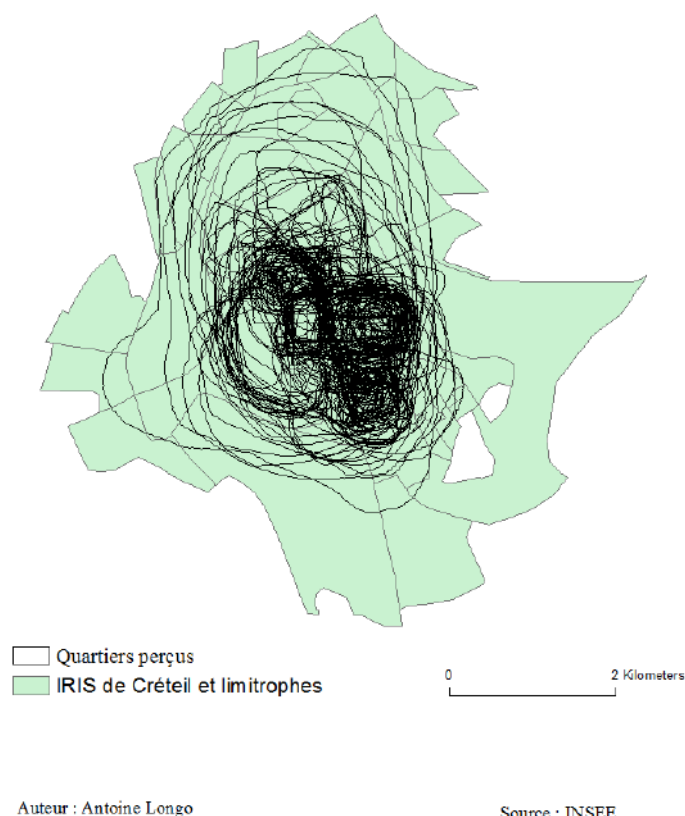 Quartiers perçus
IRIS de Créteil et limitrophes
0 2 Kilometers
Auteur : Antoine Longo
Source : INSEE